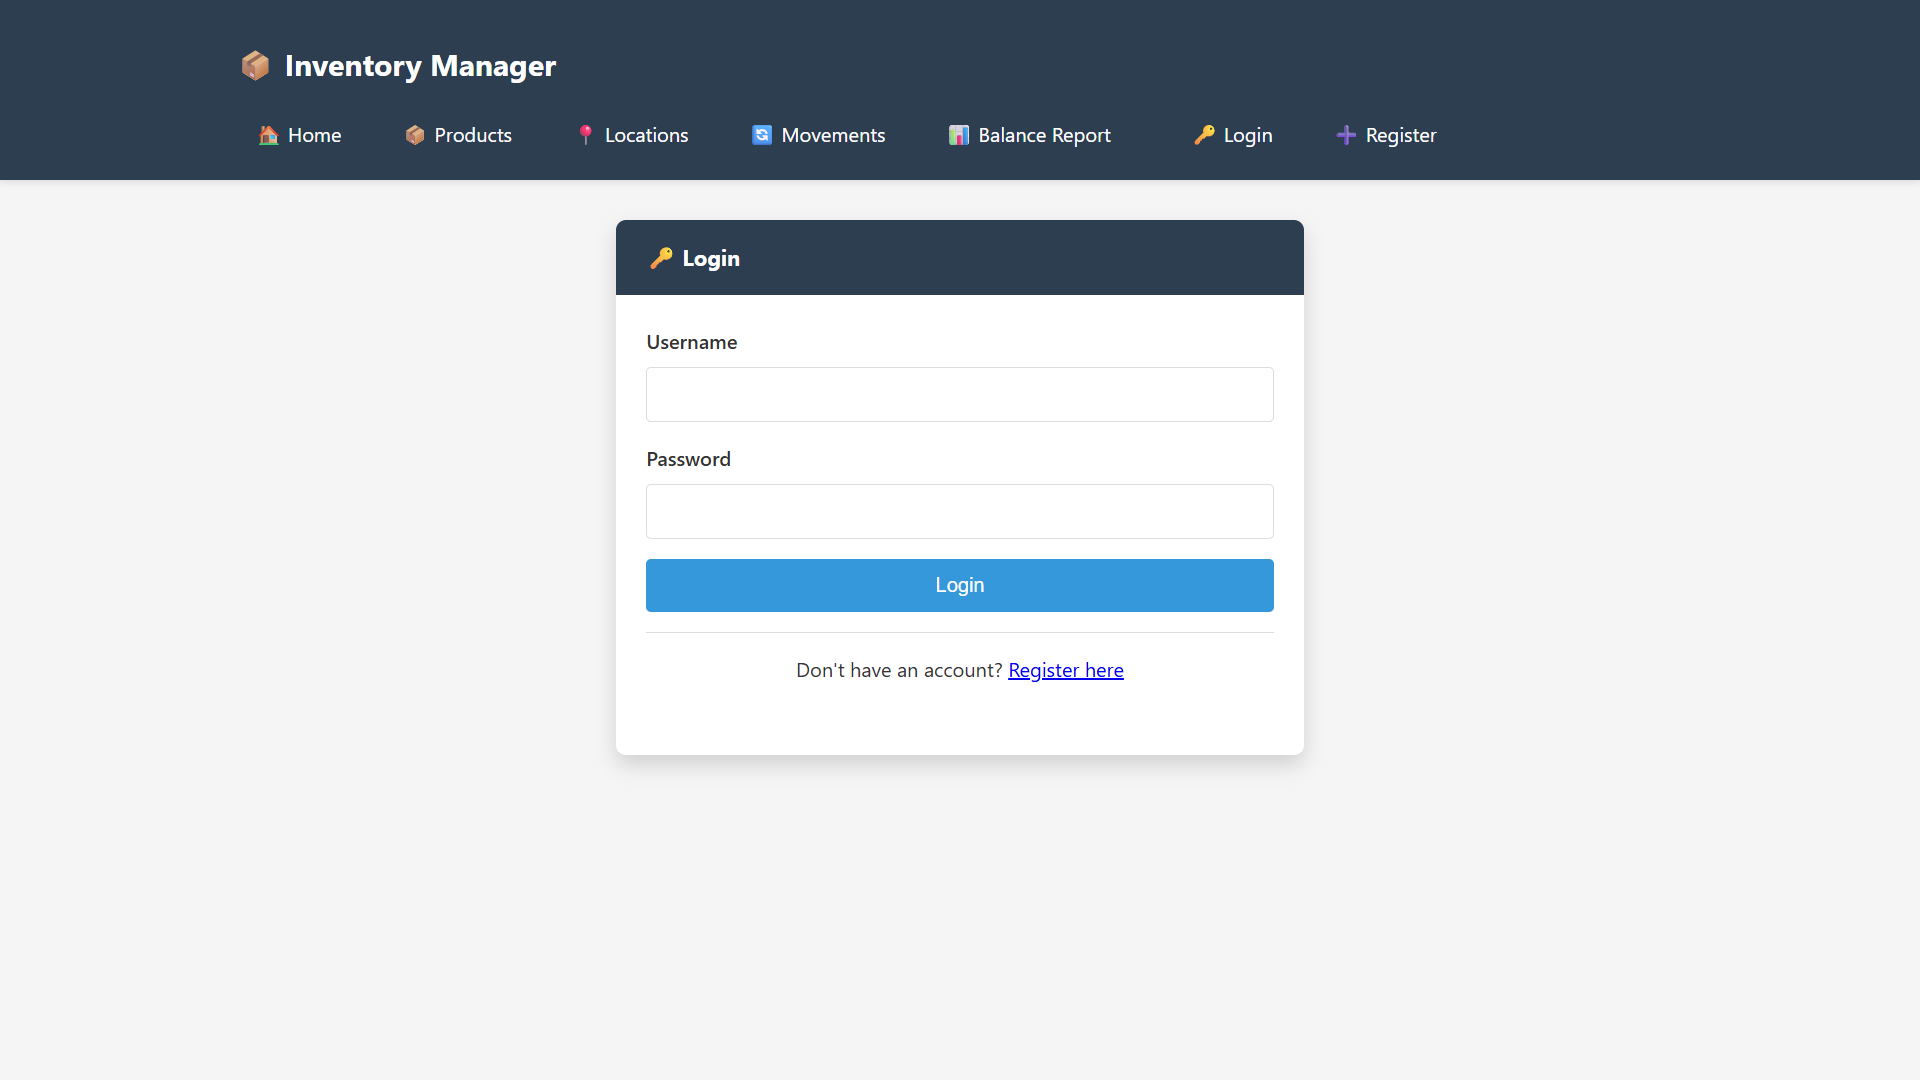 Inventory Manager
Home Products Locations Movements Balance Report Login Register
Login
Username
Password
Login
Don't have an account? Register here